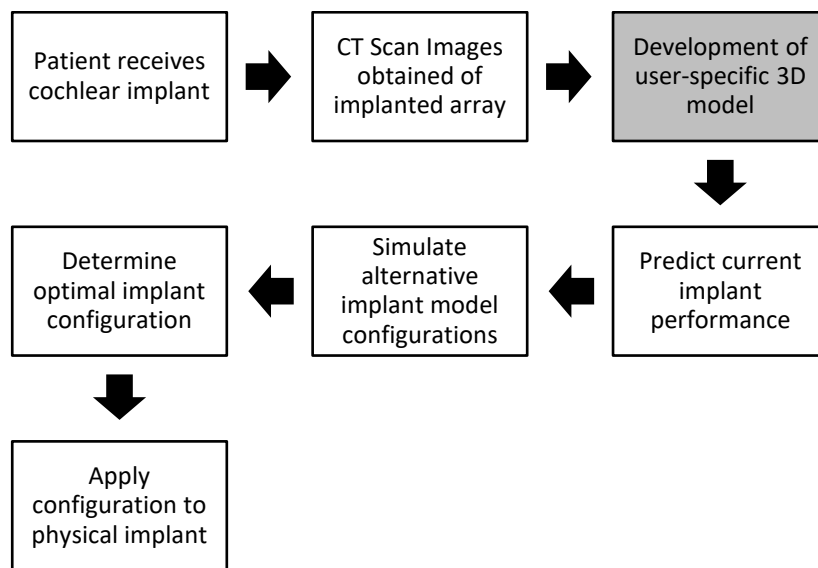 Patient receives
cochlear implant
CT Scan Images
obtained of
implanted array
Development of
user-specific 3D
model
Predict current
implant
performance
Simulate
alternative
implant model
configurations
Determine
optimal implant
configuration
Apply
configuration to
physical implant